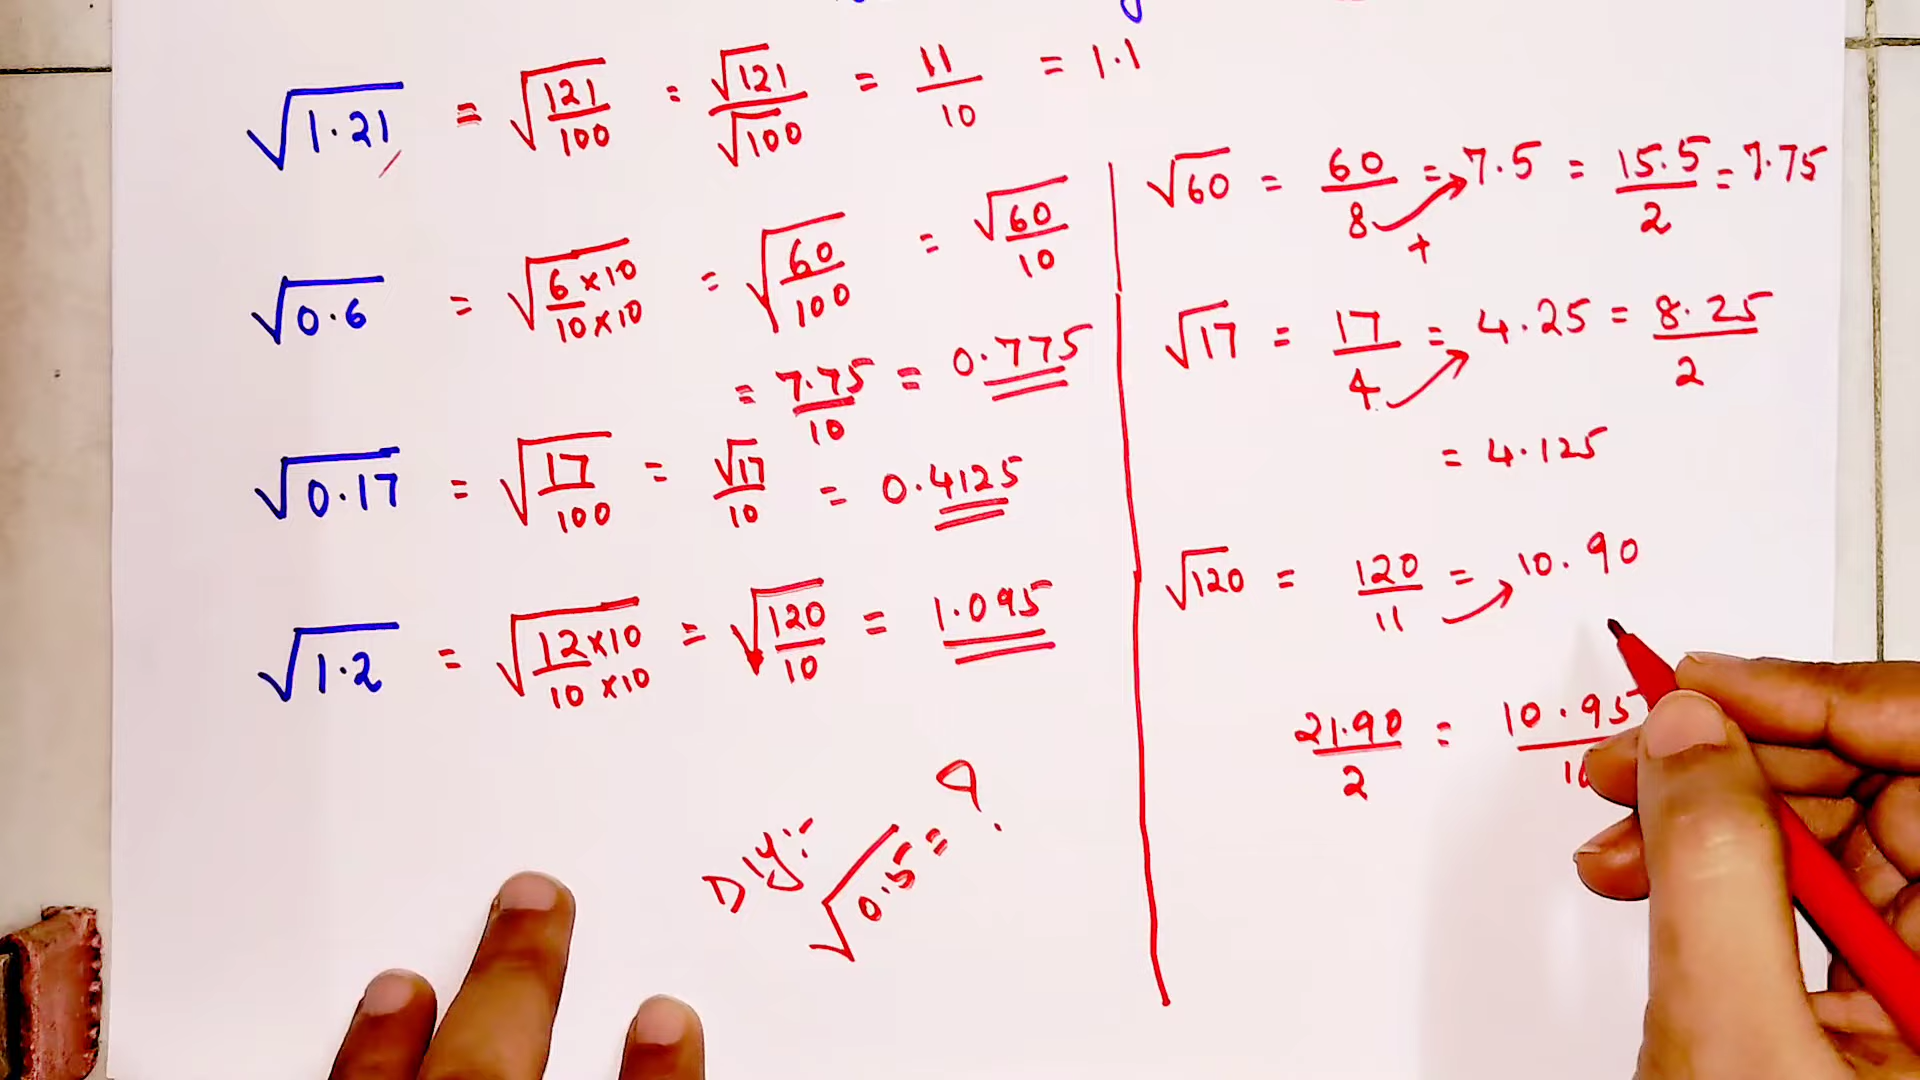 √1.21 = √(121/100) = √121/√100 = 11/10 = 1.1
√0.6 = √(6×10/10×10) = √(60/100) = √60/10
= 7.75/10 = 0.775
√0.17 = √(17/100) = √17/10 = 0.4125
√1.2 = √(12×10/10×10) = √120/10 = 1.095
DIY:
√0.5 = ?
√60 = 60/8 = 7.5 = 15.5/2 = 7.75
+
√17 = 17/4 = 4.25 = 8.25/2
= 4.125
√120 = 120/11 = 10.90
21.90/2 = 10.95